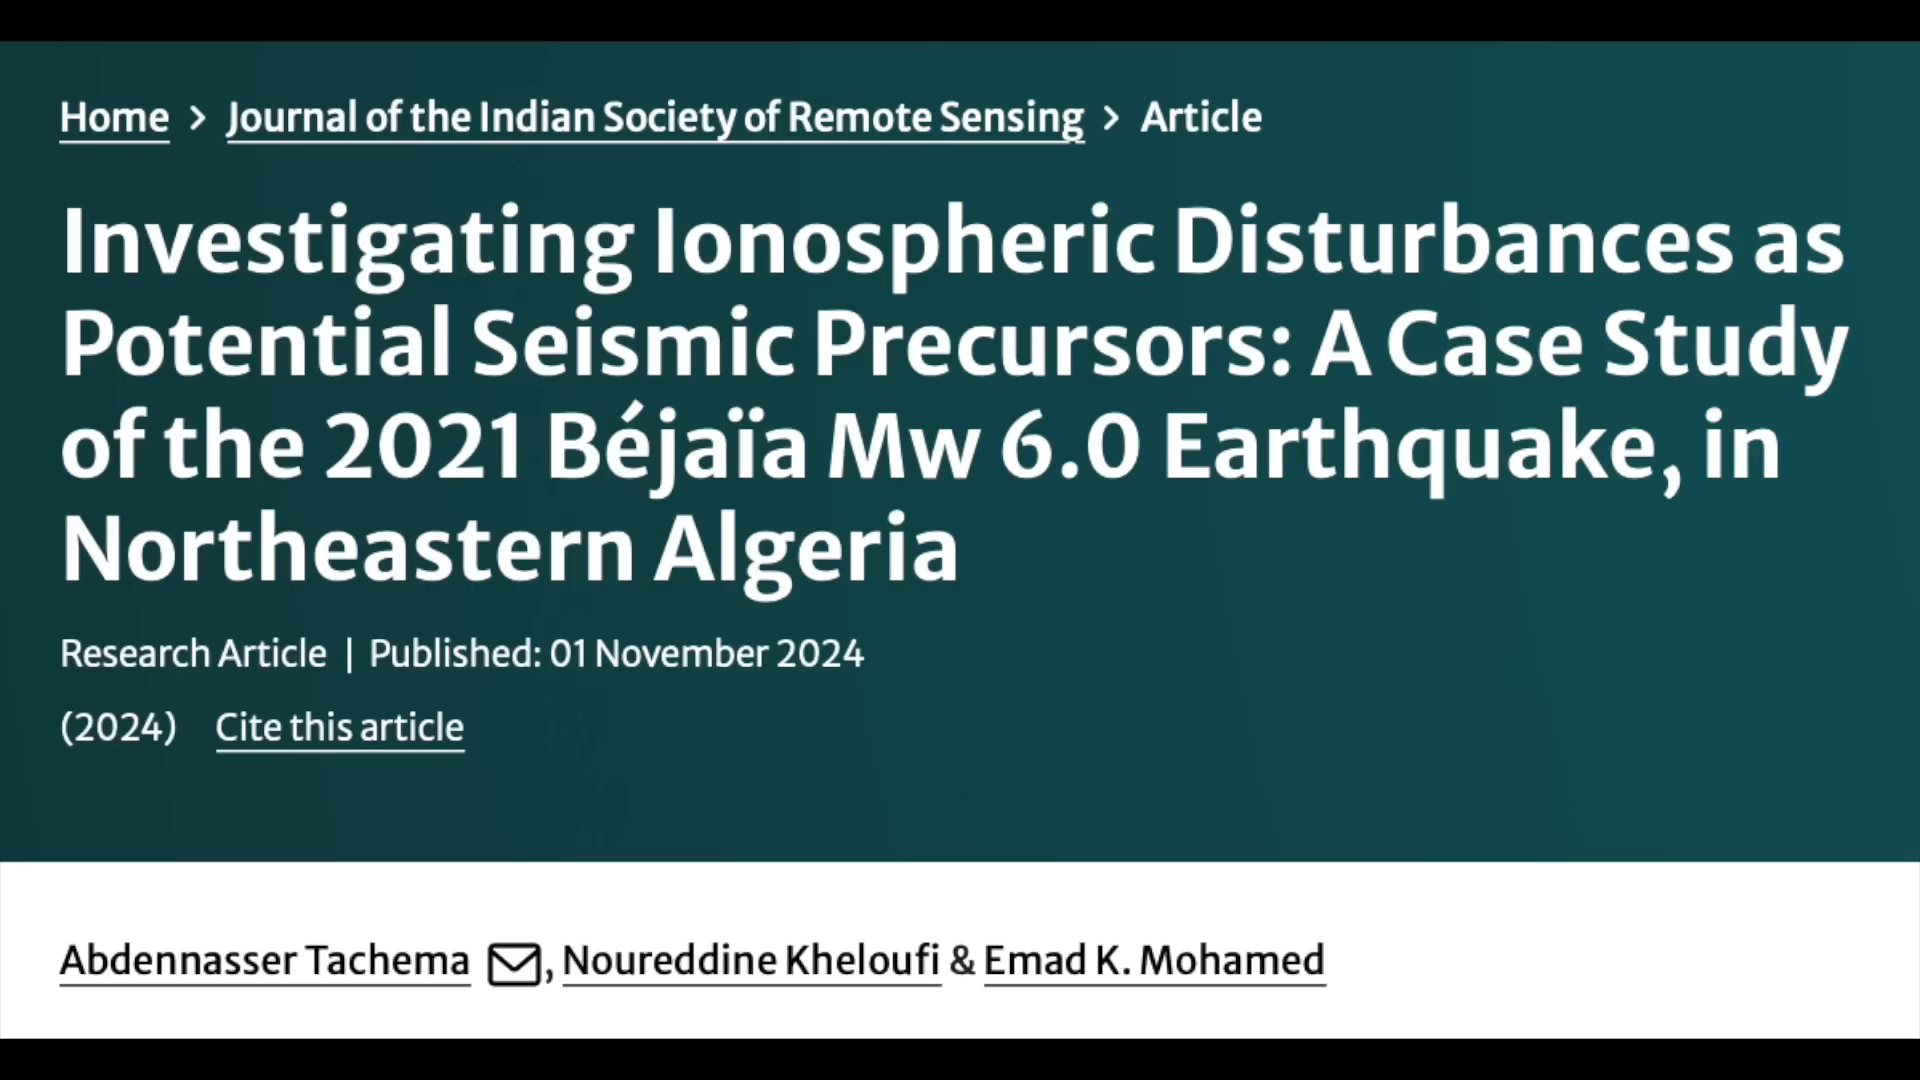 Home > Journal of the Indian Society of Remote Sensing > Article
Investigating Ionospheric Disturbances as
Potential Seismic Precursors: A Case Study
of the 2021 Béjaïa Mw 6.0 Earthquake, in
Northeastern Algeria
Research Article | Published: 01 November 2024
(2024) Cite this article
Abdennasser Tachema , Noureddine Kheloufi & Emad K. Mohamed